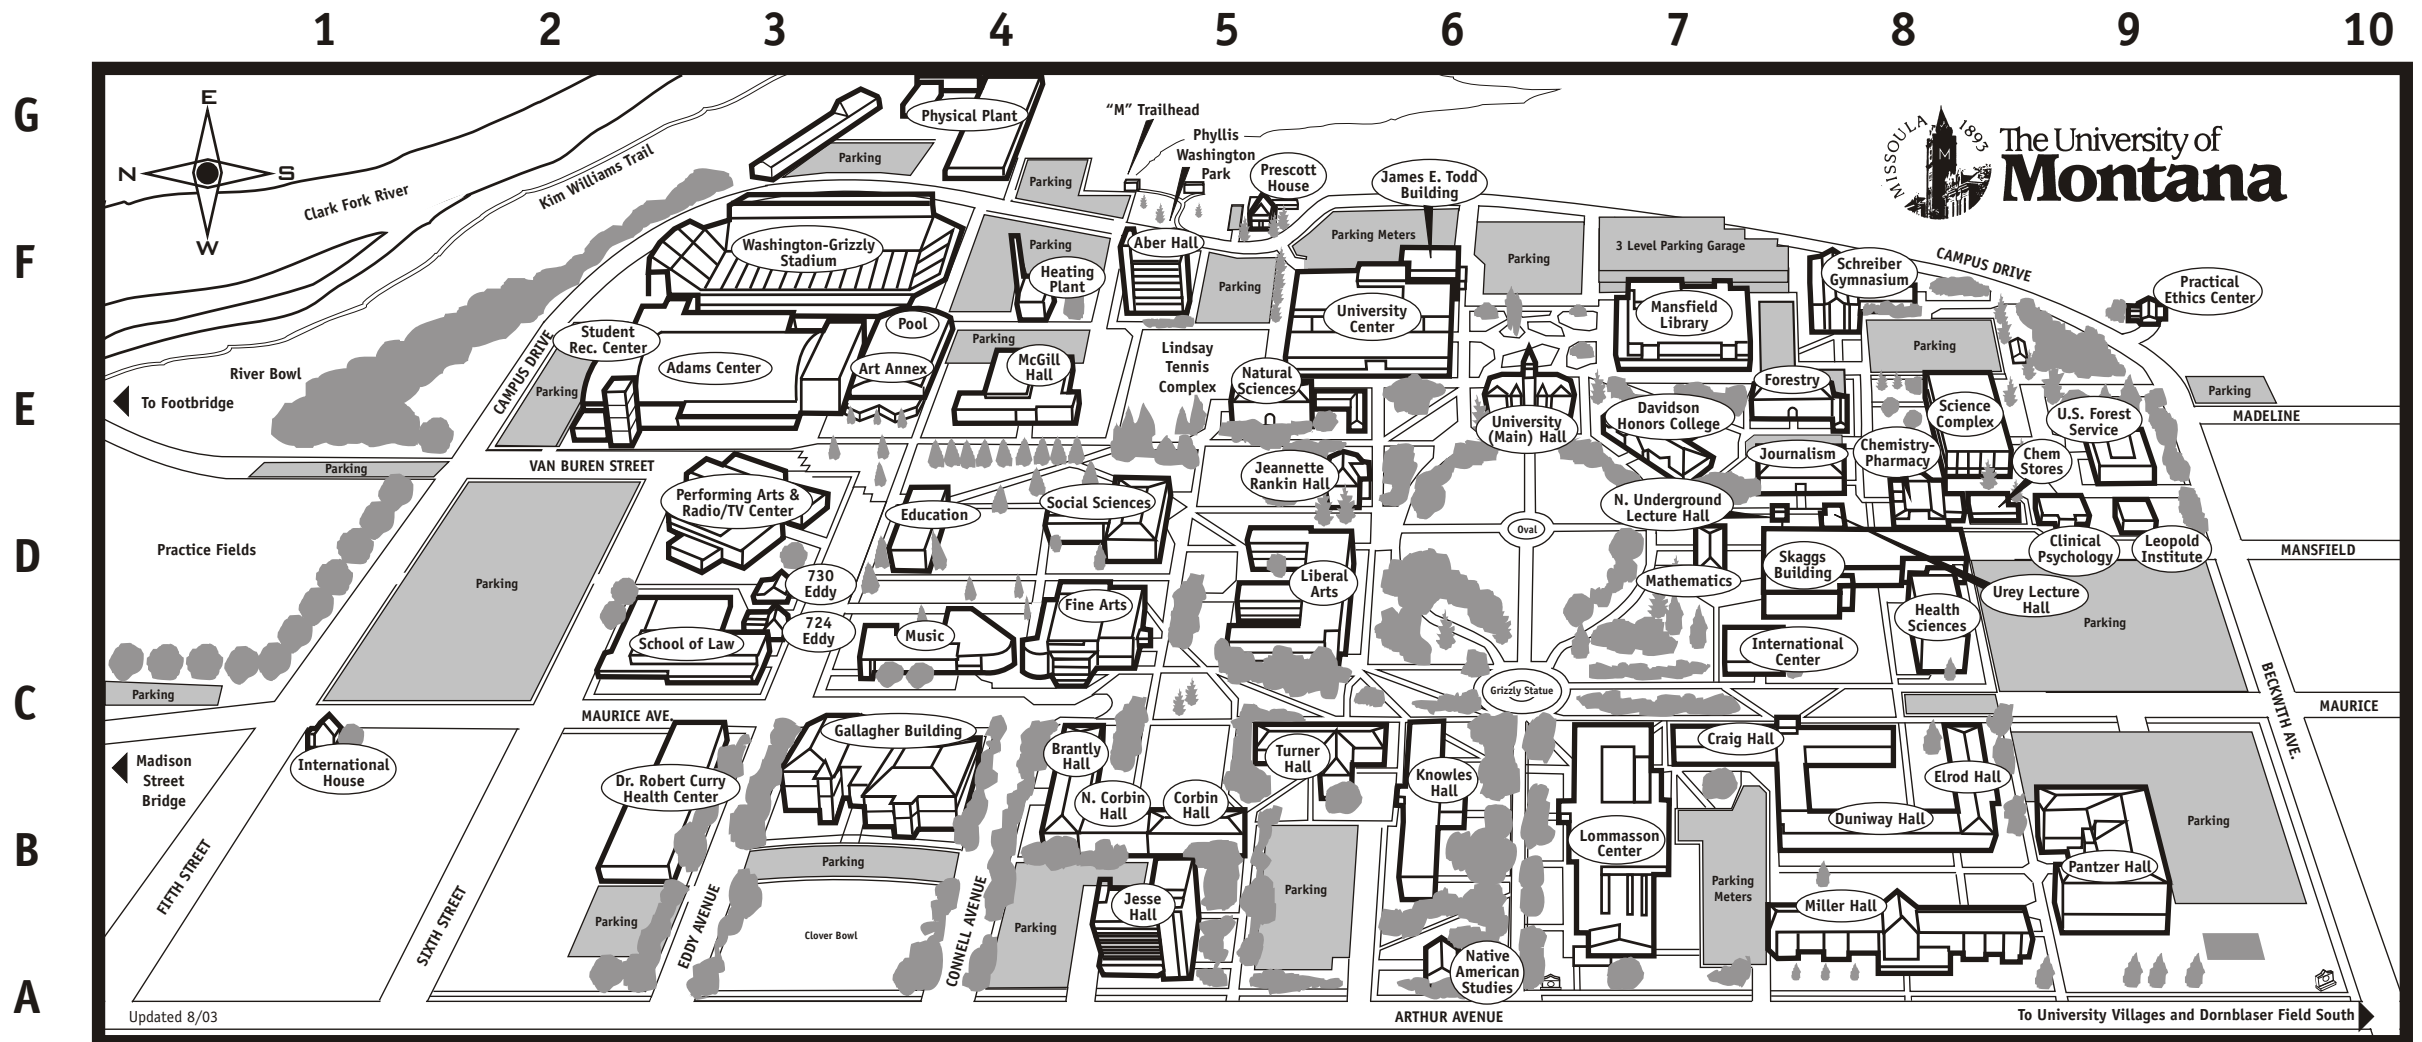 1 2 3 4 5 6 7 8 9 10
G
F
E
D
C
B
A
E
N S
W
Clark Fork River
Kim Williams Trail
Physical Plant
Parking
"M" Trailhead
Phyllis
Washington
Park
Parking
Prescott
House
James E. Todd
Building
MISSOULA 1893
M
The University of
Montana
Washington-Grizzly
Stadium
Parking
Heating
Plant
Aber Hall
Parking
Parking Meters
Parking
3 Level Parking Garage
Schreiber
Gymnasium
CAMPUS DRIVE
Practical
Ethics Center
Student
Rec. Center
Pool
Adams Center
Art Annex
Parking
McGill
Hall
Lindsay
Tennis
Complex
University
Center
Mansfield
Library
Parking
CAMPUS DRIVE
Parking
River Bowl
To Footbridge
Natural
Sciences
University
(Main) Hall
Davidson
Honors College
Forestry
Science
Complex
U.S. Forest
Service
Parking
MADELINE
Parking
VAN BUREN STREET
Jeannette
Rankin Hall
Journalism
Chemistry-
Pharmacy
Chem
Stores
Performing Arts &
Radio/TV Center
Education
Social Sciences
N. Underground
Lecture Hall
Oval
Practice Fields
Parking
730
Eddy
724
Eddy
Liberal
Arts
Mathematics
Skaggs
Building
Clinical
Psychology
Leopold
Institute
MANSFIELD
Urey Lecture
Hall
Health
Sciences
Parking
School of Law
Music
Fine Arts
International
Center
Parking
Grizzly Statue
BECKWITH AVE.
MAURICE
MAURICE AVE.
Madison
Street
Bridge
International
House
Gallagher Building
Dr. Robert Curry
Health Center
Brantly
Hall
N. Corbin
Hall
Corbin
Hall
Turner
Hall
Knowles
Hall
Craig Hall
Elrod Hall
Duniway Hall
Lommasson
Center
Parking
Pantzer Hall
FIFTH STREET
SIXTH STREET
EDDY AVENUE
CONNELL AVENUE
Parking
Parking
Clover Bowl
Parking
Jesse
Hall
Parking
Parking
Meters
Miller Hall
Native
American
Studies
Updated 8/03
ARTHUR AVENUE
To University Villages and Dornblaser Field South